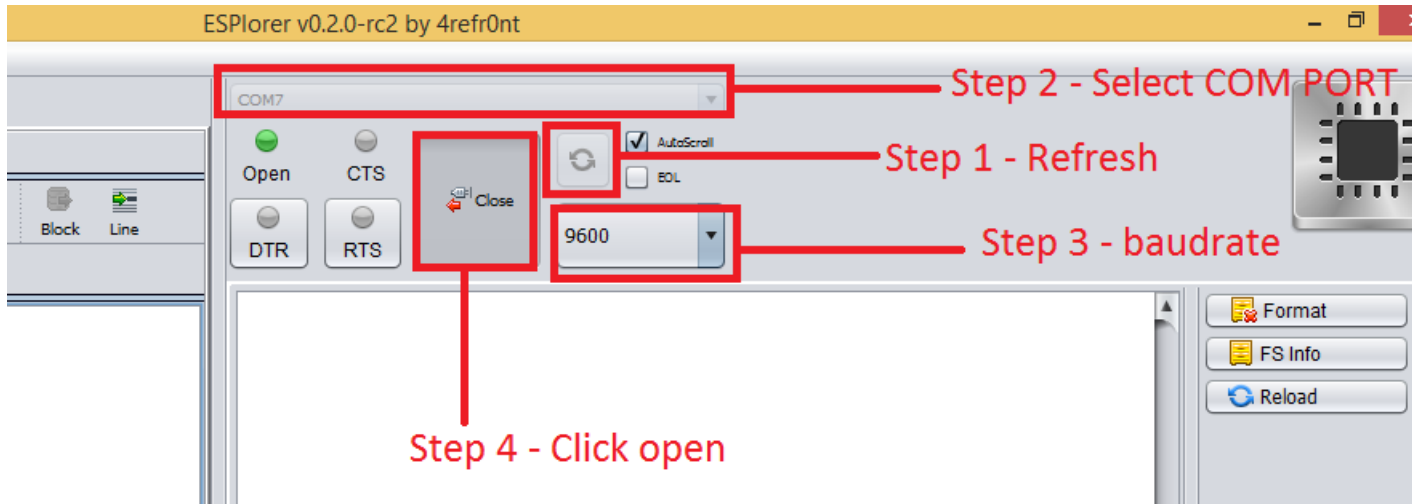 ESPlorer v0.2.0-rc2 by 4refr0nt
Step 2 - Select COM PORT
COM7
AutoScroll
Step 1 - Refresh
Open
CTS
Close
EOL
Block
Line
DTR
RTS
9600
Step 3 - baudrate
Format
FS Info
Reload
Step 4 - Click open